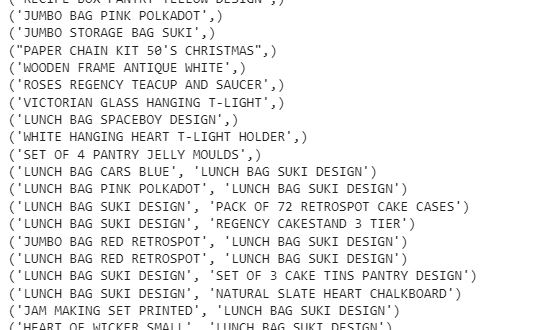 ('RECIPE BOX PANTRY YELLOW DESIGN',)
('JUMBO BAG PINK POLKADOT',)
('JUMBO STORAGE BAG SUKI',)
("PAPER CHAIN KIT 50'S CHRISTMAS",)
('WOODEN FRAME ANTIQUE WHITE',)
('ROSES REGENCY TEACUP AND SAUCER',)
('VICTORIAN GLASS HANGING T-LIGHT',)
('LUNCH BAG SPACEBOY DESIGN',)
('WHITE HANGING HEART T-LIGHT HOLDER',)
('SET OF 4 PANTRY JELLY MOULDS',)
('LUNCH BAG CARS BLUE', 'LUNCH BAG SUKI DESIGN')
('LUNCH BAG PINK POLKADOT', 'LUNCH BAG SUKI DESIGN')
('LUNCH BAG SUKI DESIGN', 'PACK OF 72 RETROSPOT CAKE CASES')
('LUNCH BAG SUKI DESIGN', 'REGENCY CAKESTAND 3 TIER')
('JUMBO BAG RED RETROSPOT', 'LUNCH BAG SUKI DESIGN')
('LUNCH BAG RED RETROSPOT', 'LUNCH BAG SUKI DESIGN')
('LUNCH BAG SUKI DESIGN', 'SET OF 3 CAKE TINS PANTRY DESIGN')
('LUNCH BAG SUKI DESIGN', 'NATURAL SLATE HEART CHALKBOARD')
('JAM MAKING SET PRINTED', 'LUNCH BAG SUKI DESIGN')
('HEART OF WICKER SMALL', 'LUNCH BAG SUKI DESIGN')